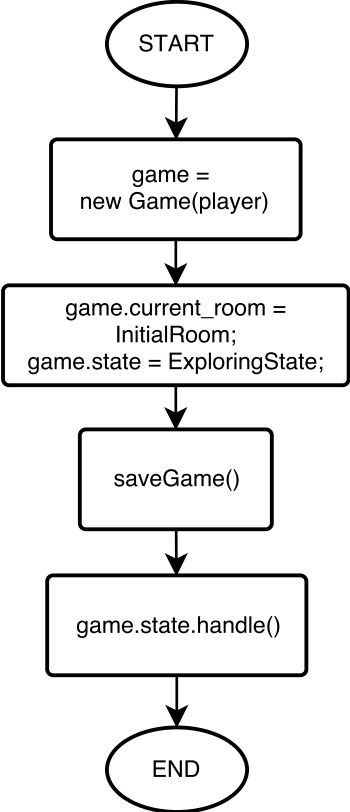 START
game =
new Game(player)
game.current_room =
InitialRoom;
game.state = ExploringState;
saveGame()
game.state.handle()
END